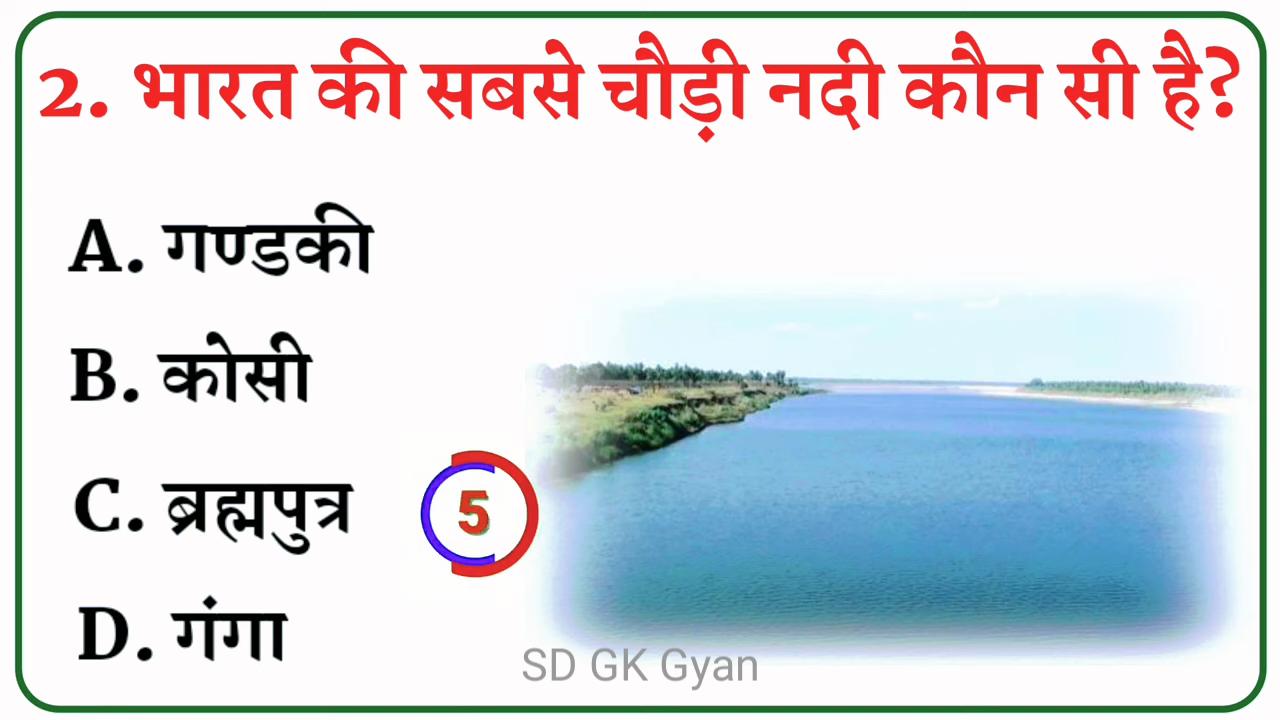 2. भारत की सबसे चौड़ी नदी कौन सी है?
A. गण्डकी
B. कोसी
C. ब्रह्मपुत्र
5
D. गंगा
SD GK Gyan